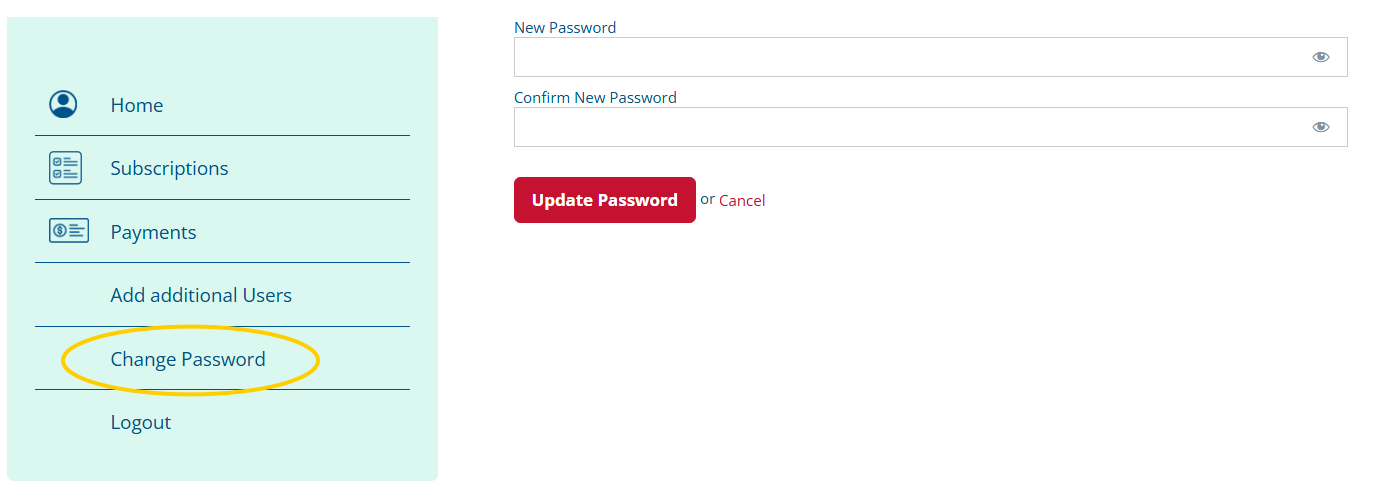 Home
Subscriptions
Payments
Add additional Users
Change Password
Logout
New Password
Confirm New Password
Update Password or Cancel